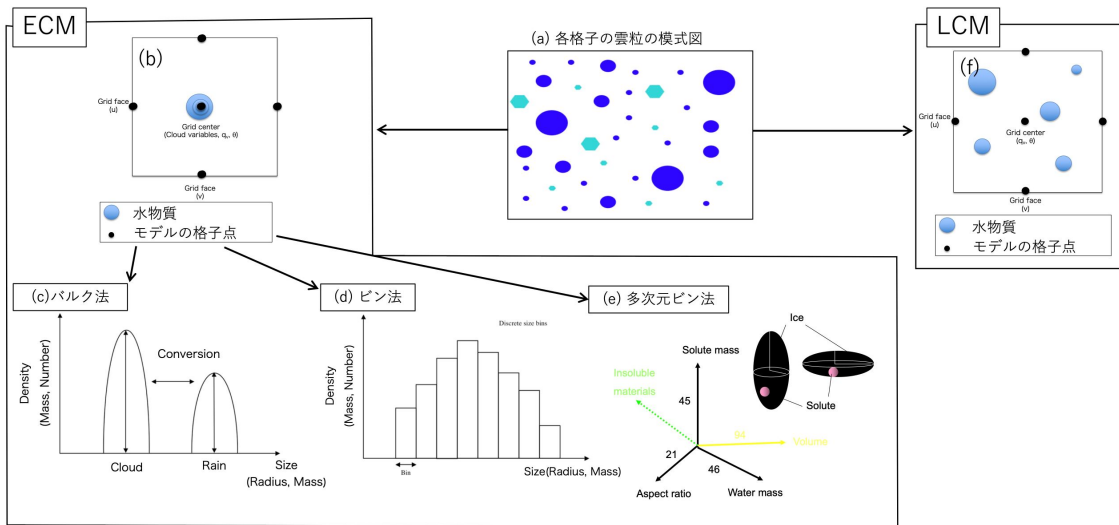 ECM
(b)
Grid face
(u)
Grid center
(Cloud variables, qᵥ, θ)
Grid face
(v)
水物質
モデルの格子点
(a) 各格子の雲粒の模式図
LCM
(f)
Grid face
(u)
Grid center
(qᵥ, θ)
Grid face
(v)
水物質
モデルの格子点
(c)バルク法
Density
(Mass, Number)
Conversion
Cloud
Rain
Size
(Radius, Mass)
(d) ビン法
Density
(Mass, Number)
Discrete size bins
Bin
Size(Radius, Mass)
(e) 多次元ビン法
Solute mass
Insoluble
materials
45
94
Volume
21
46
Aspect ratio
Water mass
Ice
Solute